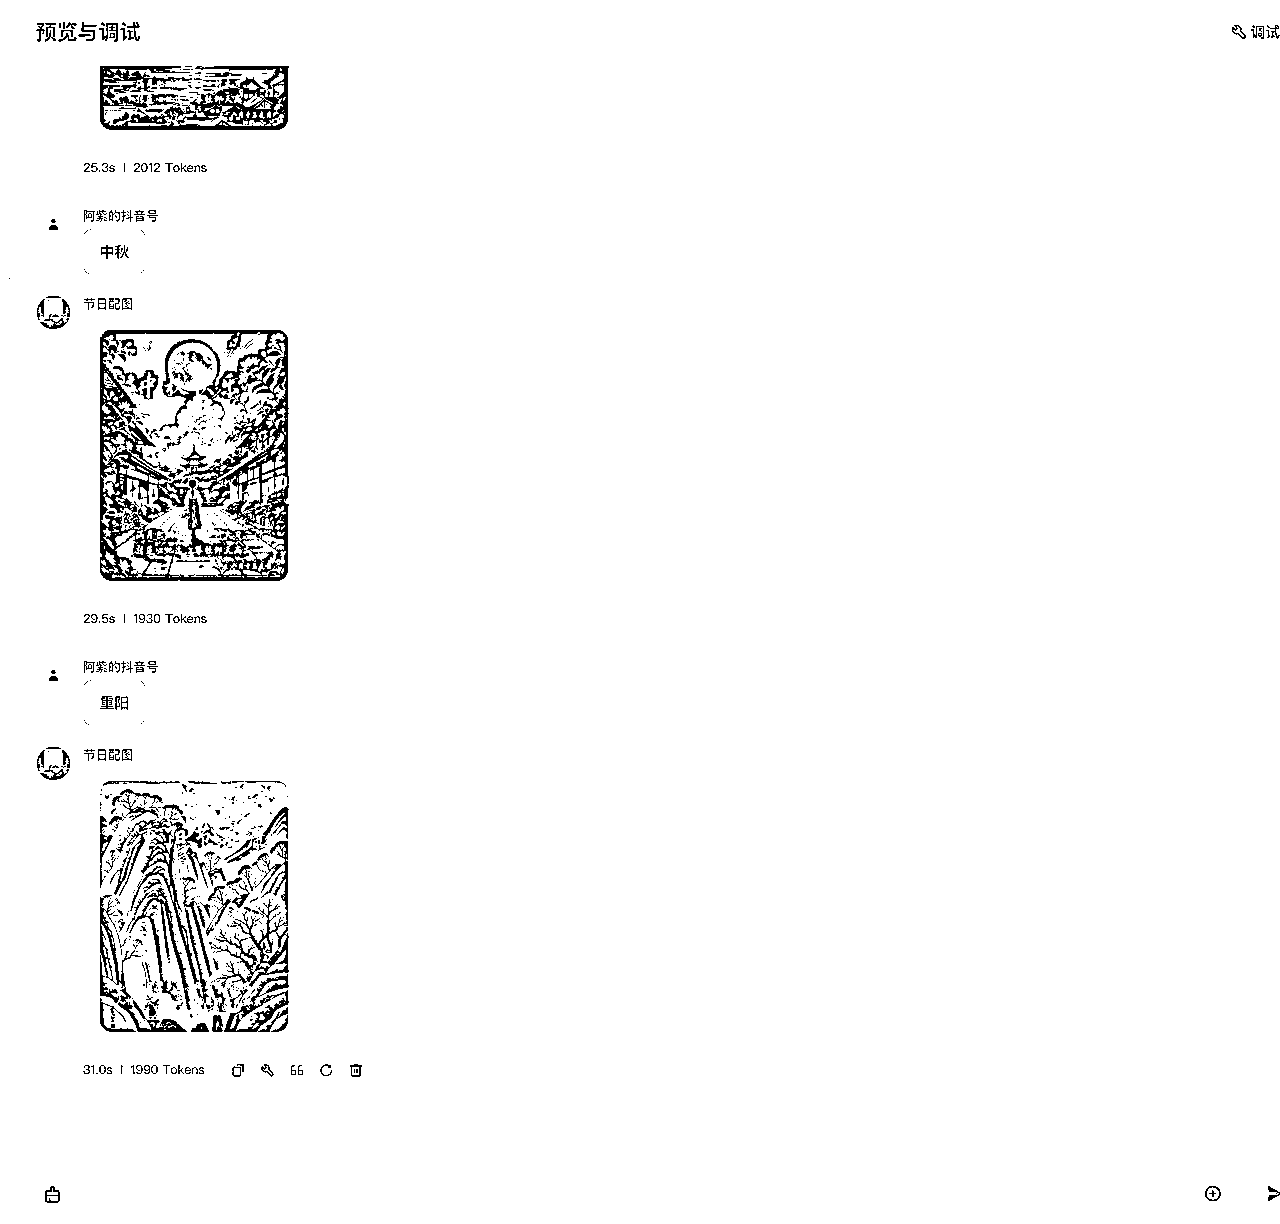 预览与调试
调试
25.3s | 2012 Tokens
阿紫的抖音号
中秋
节日配图
29.5s | 1930 Tokens
阿紫的抖音号
重阳
节日配图
31.0s | 1990 Tokens